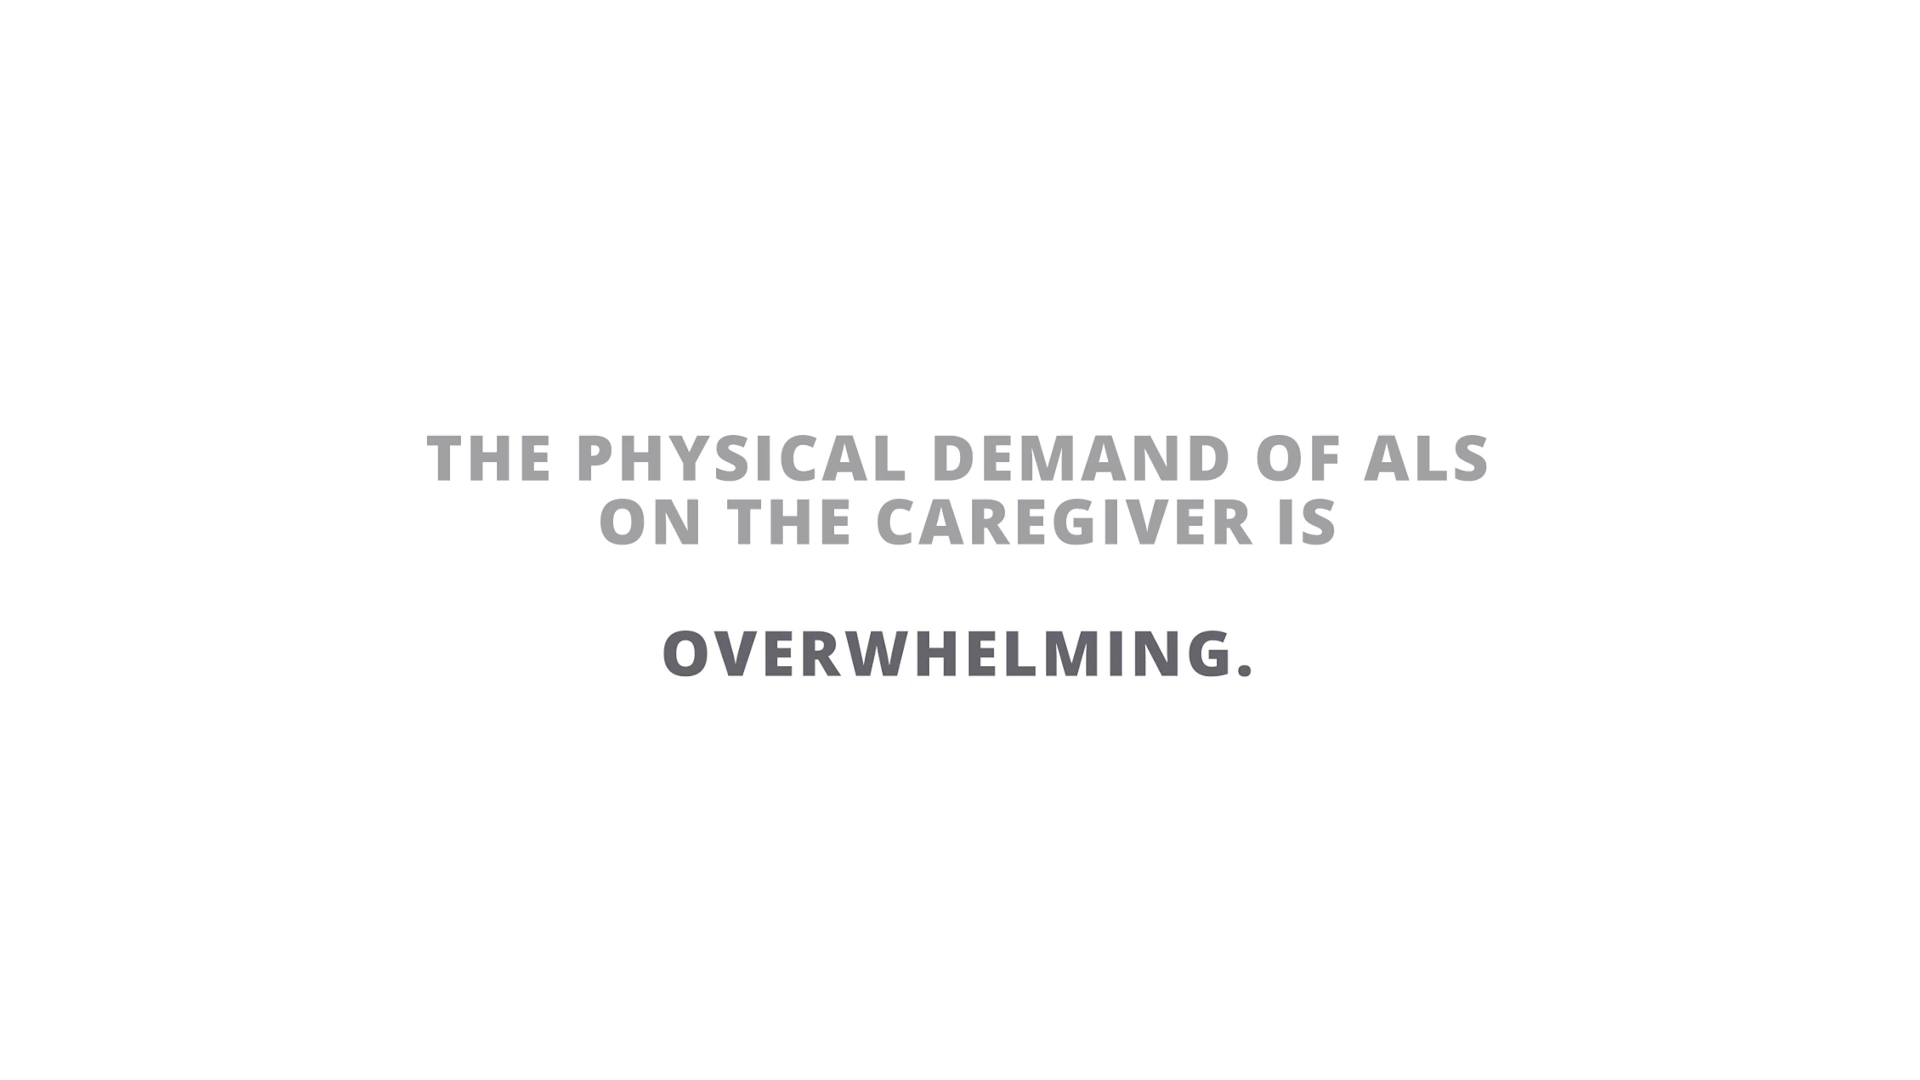 THE PHYSICAL DEMAND OF ALS
ON THE CAREGIVER IS
OVERWHELMING.